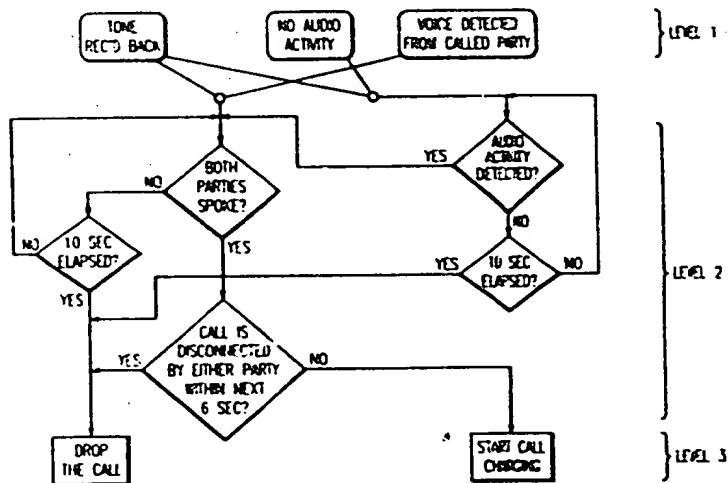 TONE
REC'D BACK
NO AUDIO
ACTIVITY
VOICE DETECTED
FROM CALLED PARTY
LEVEL 1
AUDIO
ACTIVITY
DETECTED?
YES
NO
BOTH
PARTIES
SPOKE?
NO
YES
10 SEC
ELAPSED?
NO
YES
10 SEC
ELAPSED?
YES
NO
LEVEL 2
CALL IS
DISCONNECTED
BY EITHER PARTY
WITHIN NEXT
6 SEC?
YES
NO
DROP
THE CALL
START CALL
CHARGING
LEVEL 3